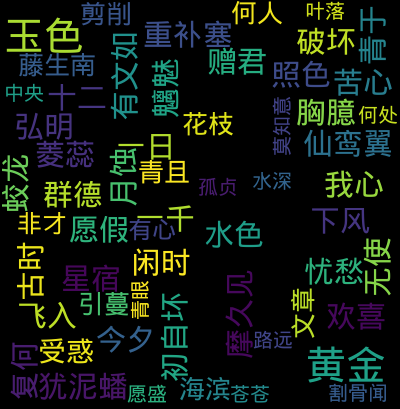 剪削
何人
叶落
玉色
重补塞
破坏
青于
藤生南
有文如
魑魅
赠君
照色
苦心
中央
十二
胸臆
何处
弘明
花枝
莫知意
仙鸾翼
菱蕊
一旦
月蚀
青且
蛟龙
群德
孤贞
水深
我心
非才
愿假
一千
有心
水色
下风
无使
古时
闲时
星宿
忧愁
引蔓
青眼
初自坏
摩久见
文章
欢喜
飞入
今夕
路远
受惑
黄金
复何
犹泥蟠
愿盛
海滨
苍苍
割骨闻